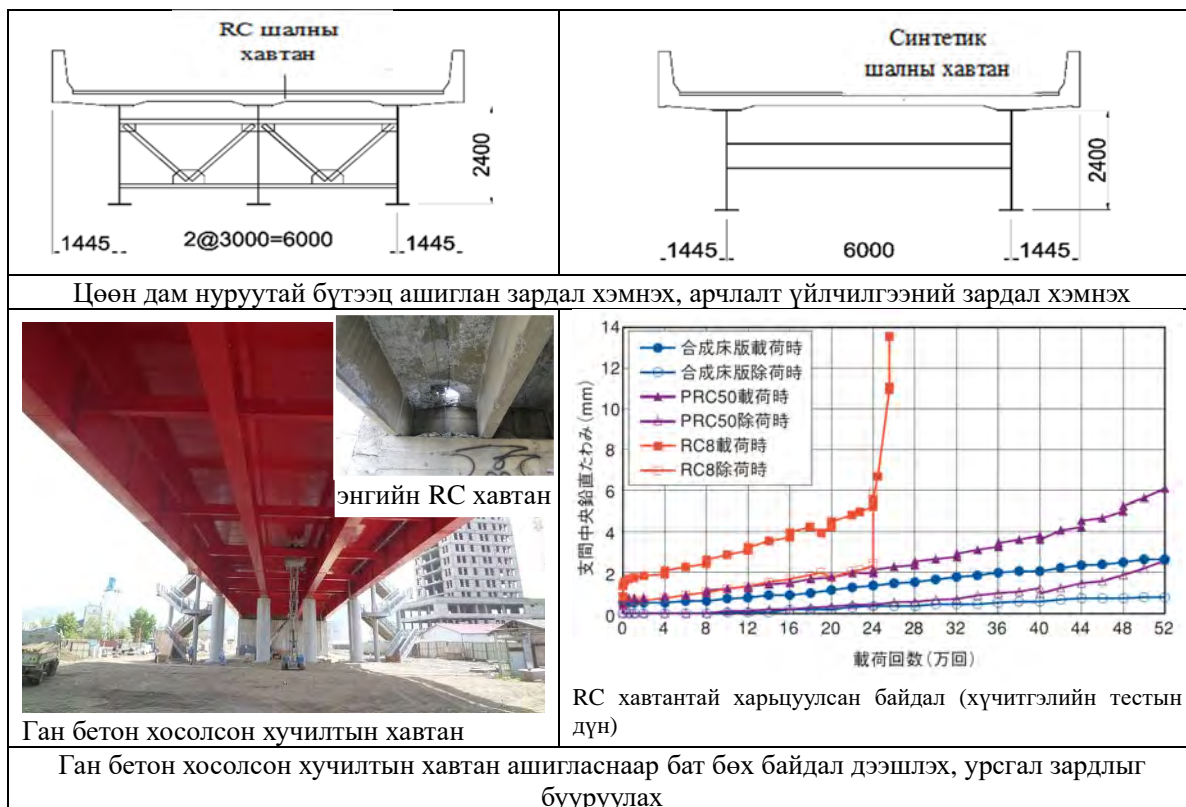 RC шалны
хавтан
2400
1445
2@3000=6000
1445
Синтетик
шалны хавтан
2400
1445
6000
1445
Цөөн дам нуруутай бүтээц ашиглан зардал хэмнэх, арчлалт үйлчилгээний зардал хэмнэх
энгийн RC хавтан
Ган бетон хосолсон хучилтын хавтан
支間中央鉛直たわみ(mm)
14
12
10
8
6
4
2
0
合成床版載荷時
合成床版除荷時
PRC50載荷時
PRC50除荷時
RC8載荷時
RC8除荷時
0 4 8 12 16 20 24 28 32 36 40 44 48 52
載荷回数(万回)
RC хавтантай харьцуулсан байдал (хүчитгэлийн тестын
дүн)
Ган бетон хосолсон хучилтын хавтан ашигласнаар бат бөх байдал дээшлэх, урсгал зардлыг
бууруулах